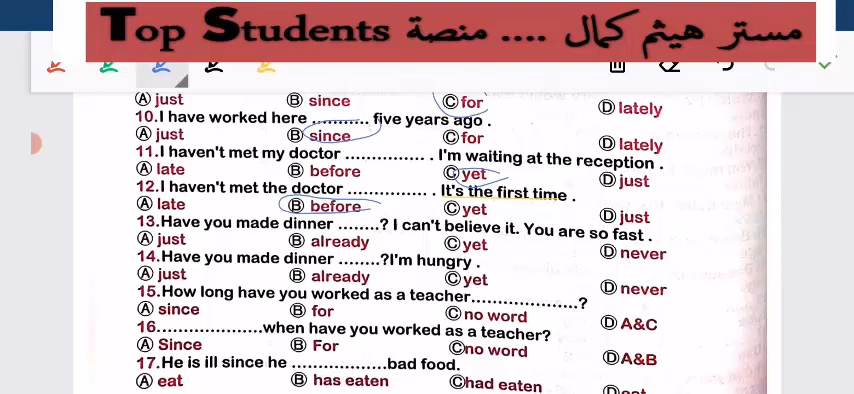 Top Students مستر هيثم كمال .... منصة
Ⓐ just Ⓑ since Ⓒ for Ⓓ lately
10.I have worked here ........... five years ago .
Ⓐ just Ⓑ since Ⓒ for Ⓓ lately
11.I haven't met my doctor ................ . I'm waiting at the reception .
Ⓐ late Ⓑ before Ⓒ yet Ⓓ just
12.I haven't met the doctor ................ . It's the first time .
Ⓐ late Ⓑ before Ⓒ yet Ⓓ just
13.Have you made dinner ........? I can't believe it. You are so fast .
Ⓐ just Ⓑ already Ⓒ yet Ⓓ never
14.Have you made dinner ........?I'm hungry .
Ⓐ just Ⓑ already Ⓒ yet Ⓓ never
15.How long have you worked as a teacher....................?
Ⓐ since Ⓑ for Ⓒ no word Ⓓ A&C
16.....................when have you worked as a teacher?
Ⓐ Since Ⓑ For Ⓒno word Ⓓ A&B
17.He is ill since he ..................bad food.
Ⓐ eat Ⓑ has eaten Ⓒhad eaten